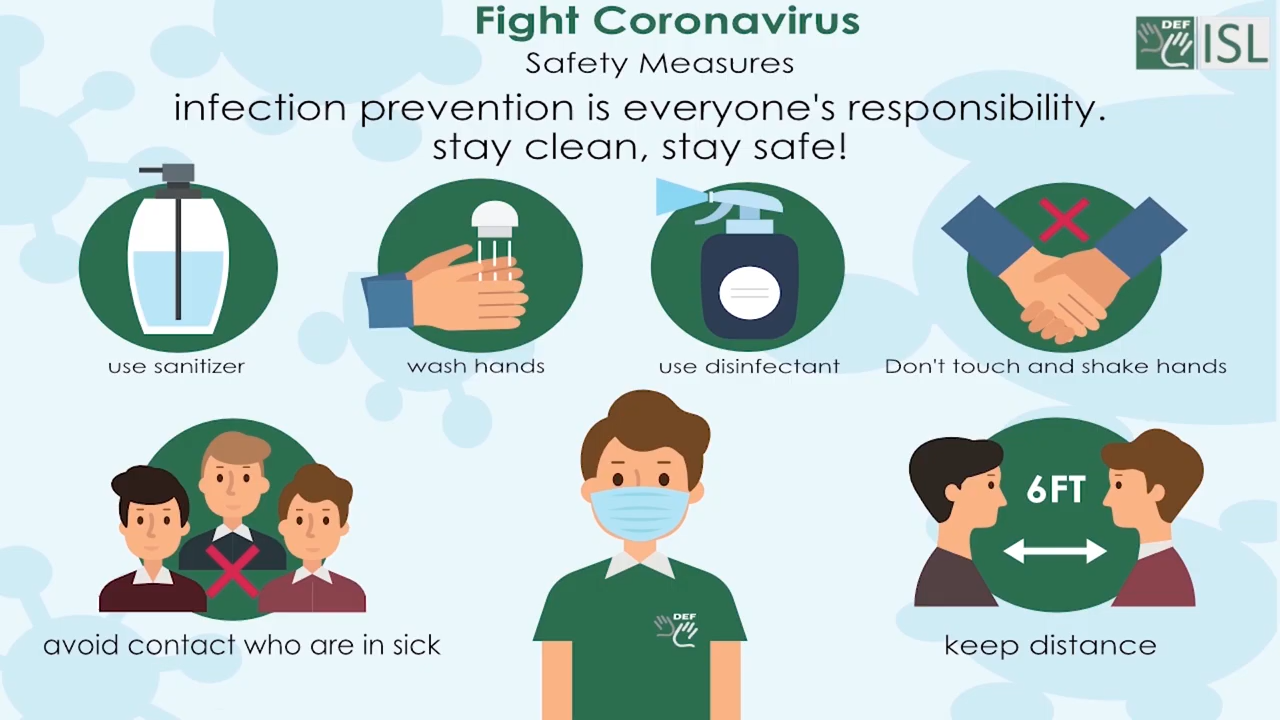 Fight Coronavirus
Safety Measures
infection prevention is everyone's responsibility.
stay clean, stay safe!
DEF
ISL
use sanitizer
wash hands
use disinfectant
Don't touch and shake hands
6FT
DEF
avoid contact who are in sick
keep distance